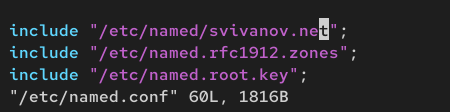 include "/etc/named/svivanov.net";
include "/etc/named.rfc1912.zones";
include "/etc/named.root.key";
"/etc/named.conf" 60L, 1816B